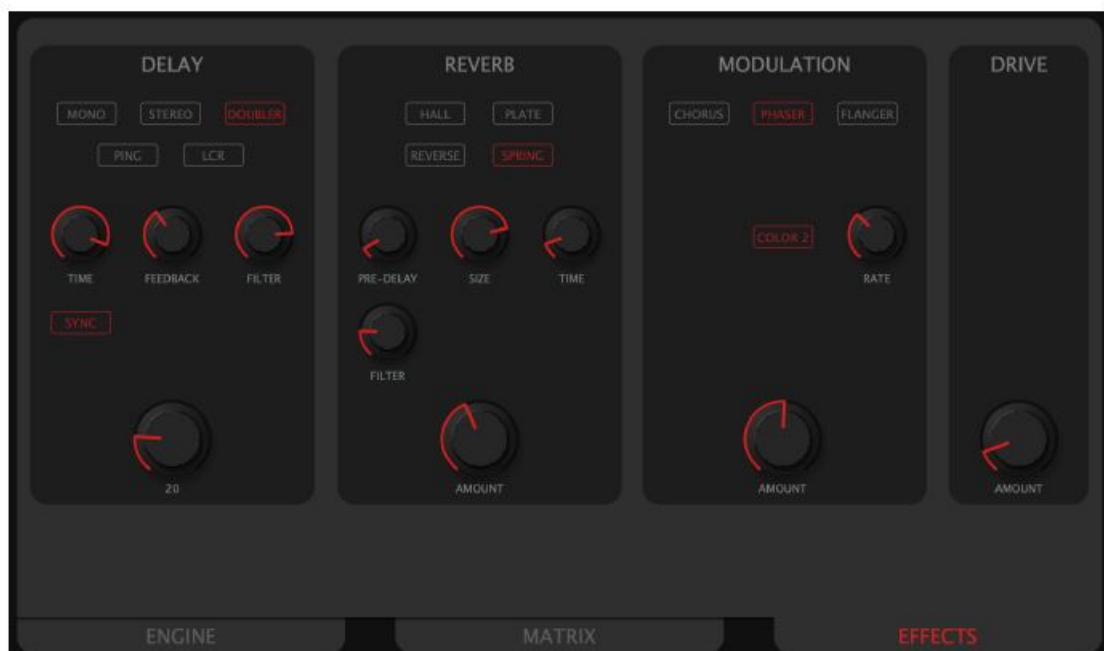 DELAY
MONO STEREO DOUBLER
PING LCR
TIME FEEDBACK FILTER
SYNC
20
REVERB
HALL PLATE
REVERSE SPRING
PRE-DELAY SIZE TIME
FILTER
AMOUNT
MODULATION
CHORUS PHASER FLANGER
COLOR 2
RATE
AMOUNT
DRIVE
AMOUNT
ENGINE MATRIX EFFECTS